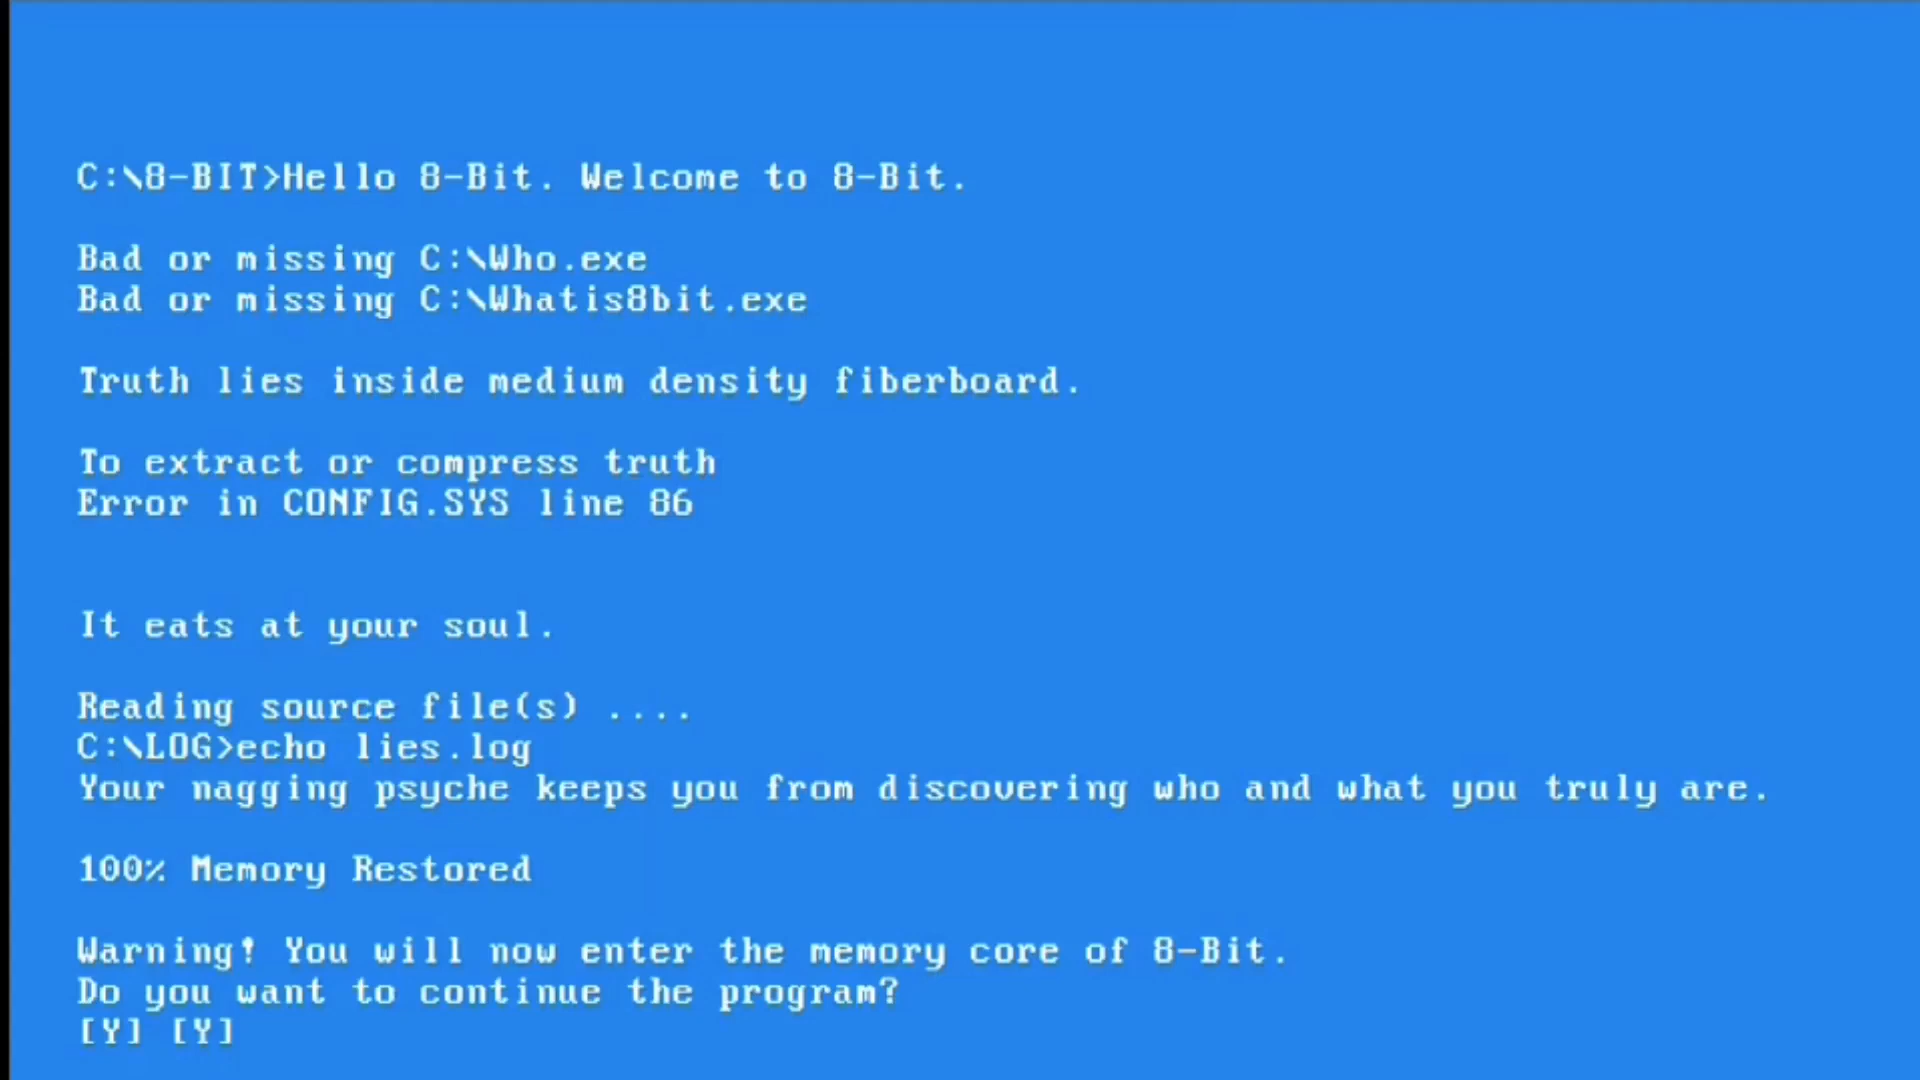 C:\8-BIT>Hello 8-Bit. Welcome to 8-Bit.
Bad or missing C:\Who.exe
Bad or missing C:\Whatis8bit.exe
Truth lies inside medium density fiberboard.
To extract or compress truth
Error in CONFIG.SYS line 86
It eats at your soul.
Reading source file(s) ....
C:\LOG>echo lies.log
Your nagging psyche keeps you from discovering who and what you truly are.
100% Memory Restored
Warning! You will now enter the memory core of 8-Bit.
Do you want to continue the program?
[Y] [Y]